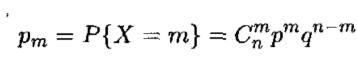 p_m = P{X = m} = C_n^m p^m q^{n-m}